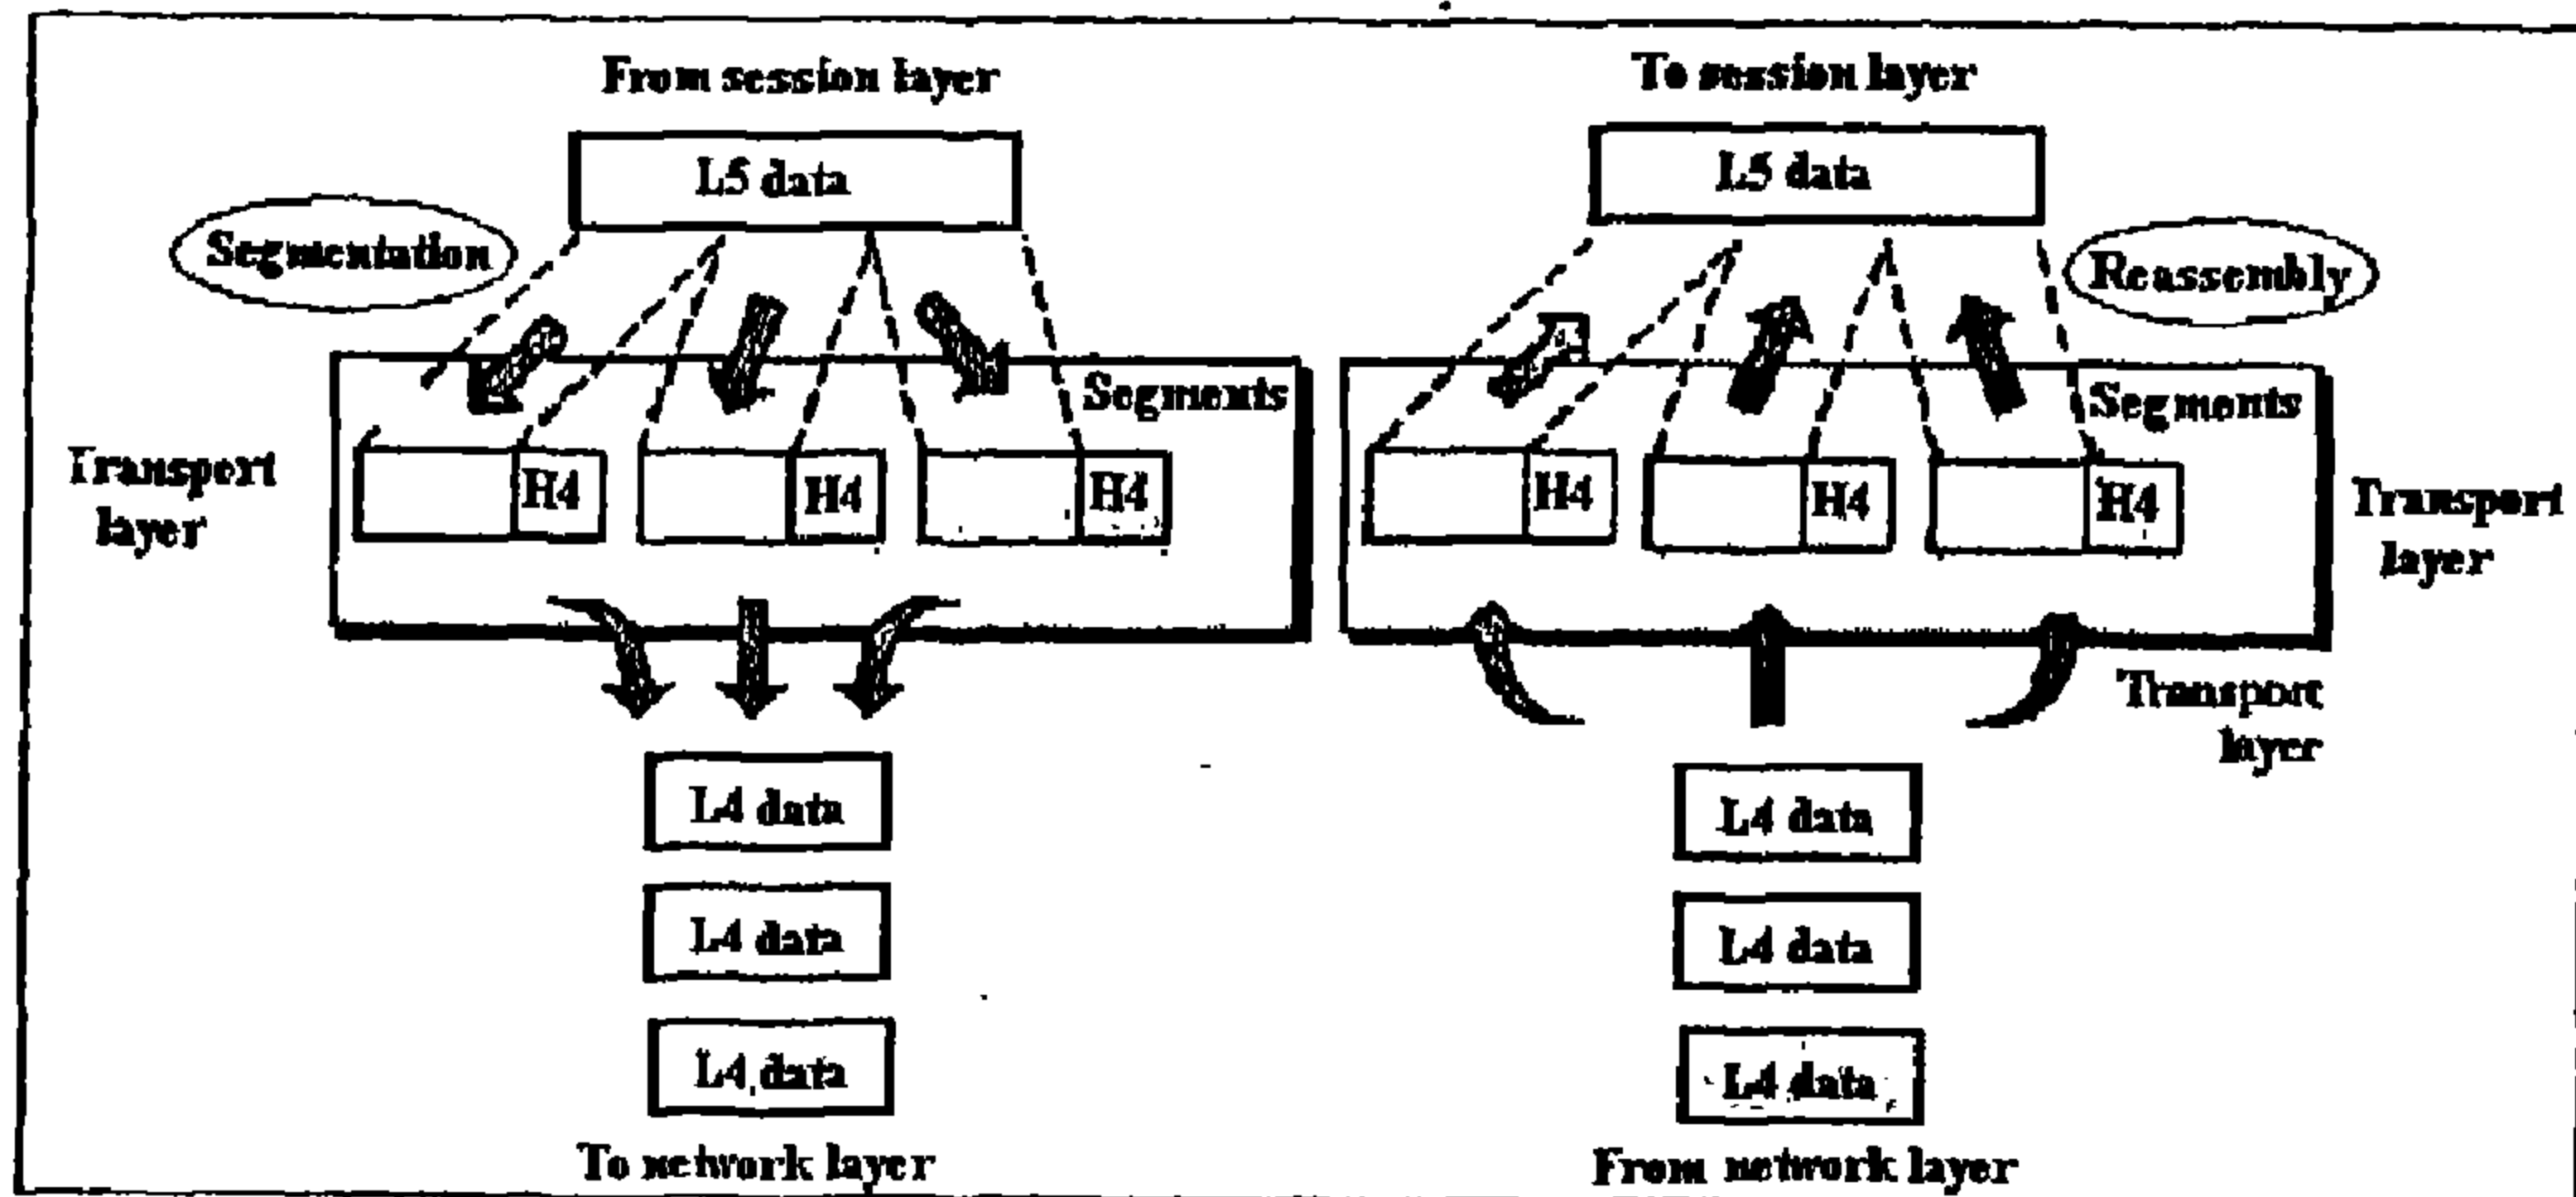 From session layer
L5 data
Segmentation
Segments
Transport
layer
H4
H4
H4
L4 data
L4 data
L4 data
To network layer
To session layer
L5 data
Reassembly
Segments
H4
H4
H4
Transport
layer
Transport
layer
L4 data
L4 data
L4 data
From network layer